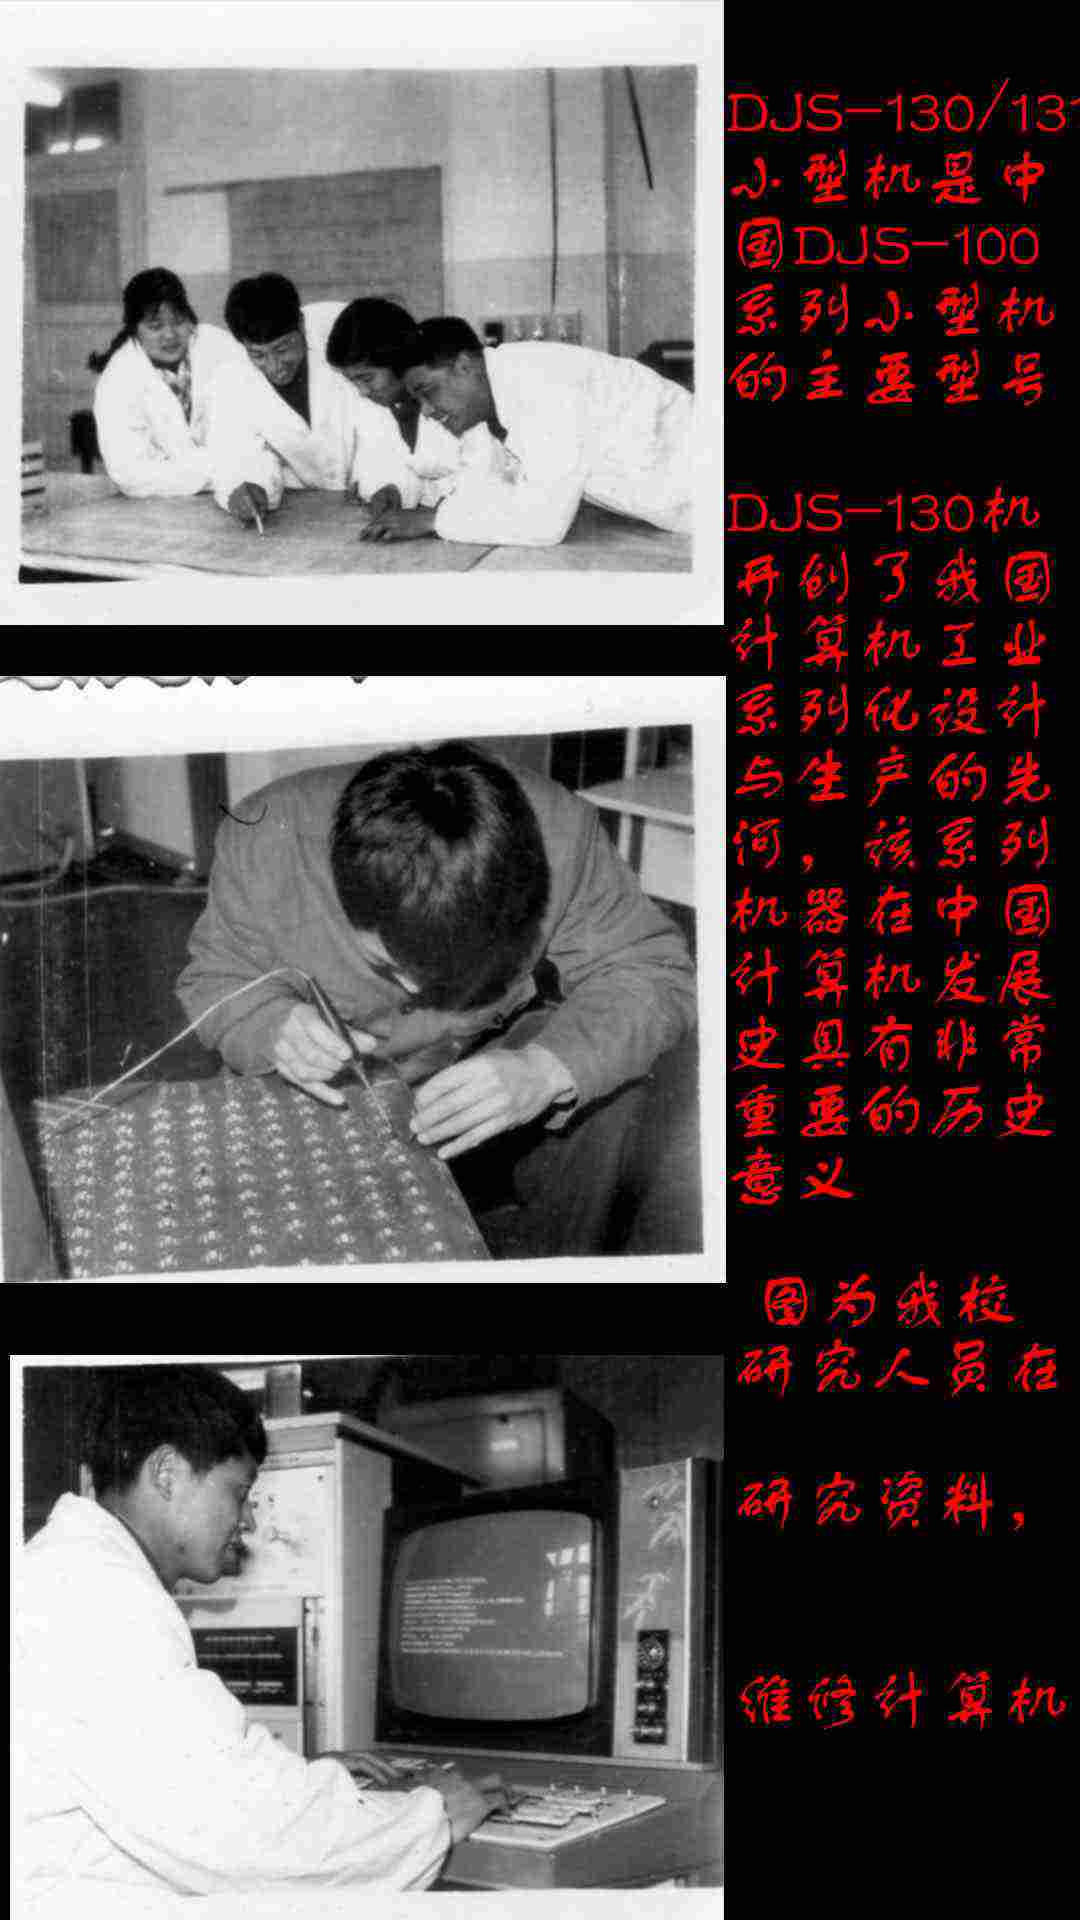 DJS-130/131
小型机是中
国DJS-100
系列小型机
的主要型号
DJS-130机
开创了我国
计算机工业
系列化设计
与生产的先
河，该系列
机器在中国
计算机发展
史具有非常
重要的历史
意义
图为我校
研究人员在
研究资料，
维修计算机